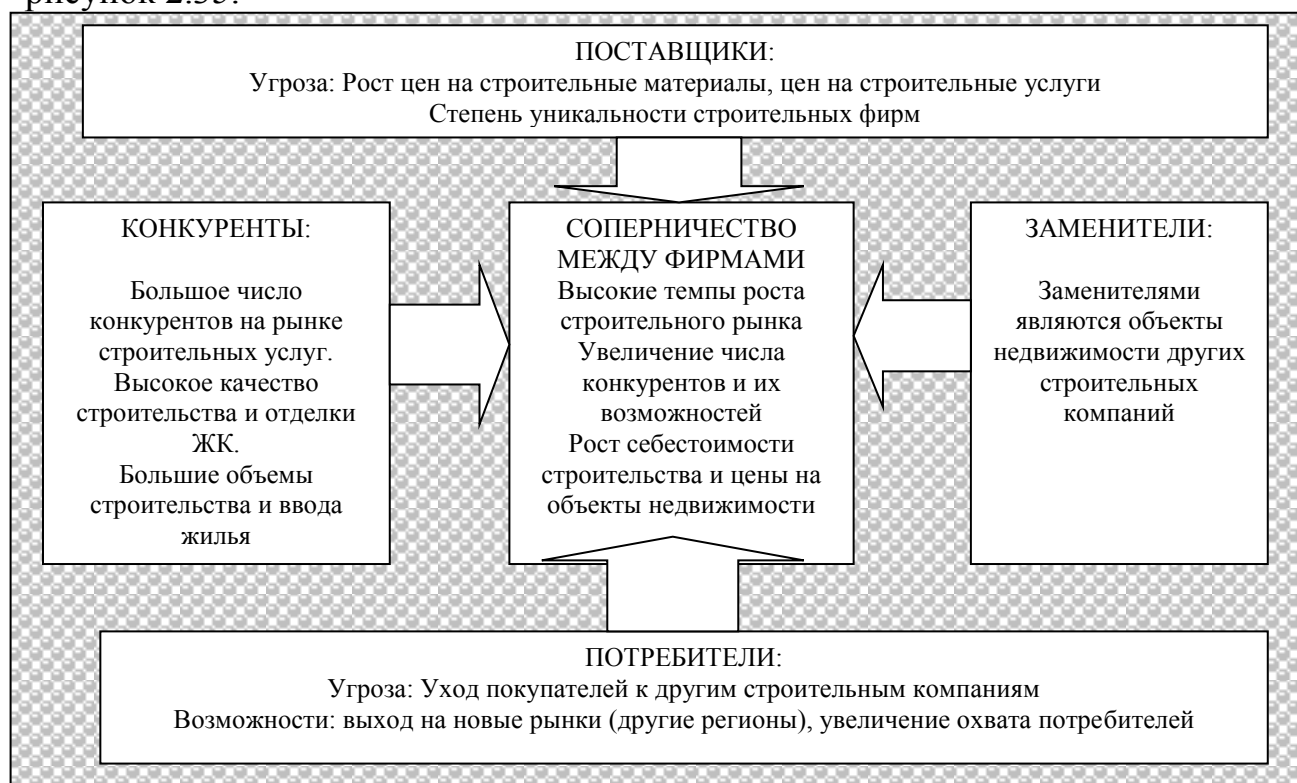 рисунок 2.35.
ПОСТАВЩИКИ:
Угроза: Рост цен на строительные материалы, цен на строительные услуги
Степень уникальности строительных фирм
КОНКУРЕНТЫ:
Большое число
конкурентов на рынке
строительных услуг.
Высокое качество
строительства и отделки
ЖК.
Большие объемы
строительства и ввода
жилья
СОПЕРНИЧЕСТВО
МЕЖДУ ФИРМАМИ
Высокие темпы роста
строительного рынка
Увеличение числа
конкурентов и их
возможностей
Рост себестоимости
строительства и цены на
объекты недвижимости
ЗАМЕНИТЕЛИ:
Заменителями
являются объекты
недвижимости других
строительных
компаний
ПОТРЕБИТЕЛИ:
Угроза: Уход покупателей к другим строительным компаниям
Возможности: выход на новые рынки (другие регионы), увеличение охвата потребителей